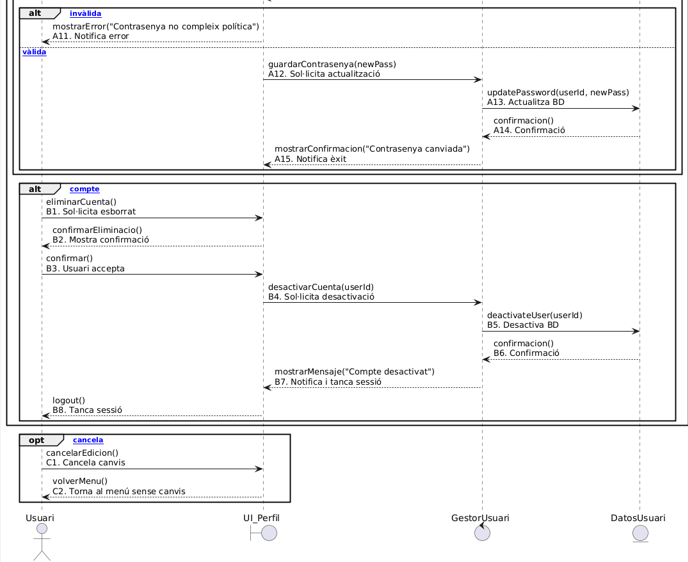 alt invàlida
mostrarError("Contrasenya no compleix política")
A11. Notifica error
vàlida
guardarContrasenya(newPass)
A12. Sol·licita actualització
updatePassword(userId, newPass)
A13. Actualitza BD
confirmacion()
A14. Confirmació
mostrarConfirmacion("Contrasenya canviada")
A15. Notifica èxit
alt compte
eliminarCuenta()
B1. Sol·licita esborrat
confirmarEliminacio()
B2. Mostra confirmació
confirmar()
B3. Usuari accepta
desactivarCuenta(userId)
B4. Sol·licita desactivació
deactivateUser(userId)
B5. Desactiva BD
confirmacion()
B6. Confirmació
mostrarMensaje("Compte desactivat")
B7. Notifica i tanca sessió
logout()
B8. Tanca sessió
opt cancela
cancelarEdicion()
C1. Cancela canvis
volverMenu()
C2. Torna al menú sense canvis
Usuari UI_Perfil GestorUsuari DatosUsuari